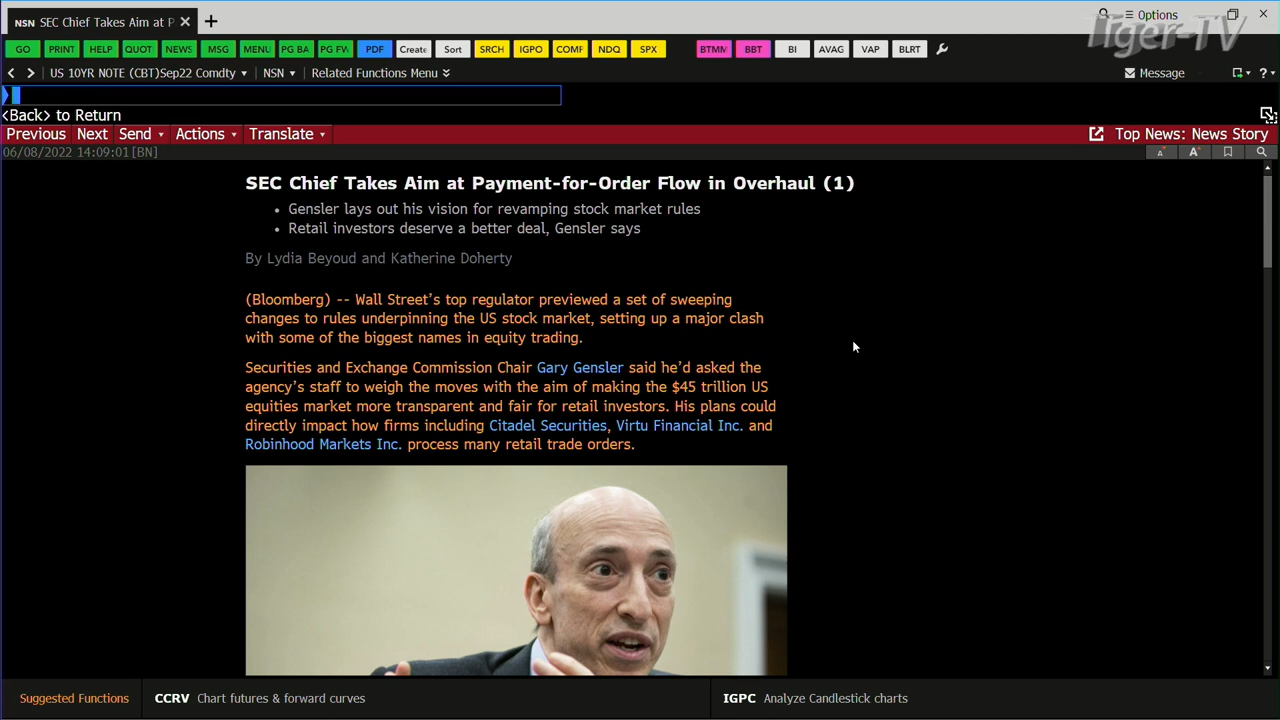 NSN SEC Chief Takes Aim at P
Options
Tiger-TV
GO PRINT HELP QUOT NEWS MSG MENU PG BA PG FW PDF Create Sort SRCH IGPO COMF NDQ SPX BTMM BBT BI AVAG VAP BLRT
US 10YR NOTE (CBT)Sep22 Comdty NSN Related Functions Menu Message ?
<Back> to Return
Previous Next Send Actions Translate Top News: News Story
06/08/2022 14:09:01[BN] A A
SEC Chief Takes Aim at Payment-for-Order Flow in Overhaul (1)
• Gensler lays out his vision for revamping stock market rules
• Retail investors deserve a better deal, Gensler says
By Lydia Beyoud and Katherine Doherty
(Bloomberg) -- Wall Street's top regulator previewed a set of sweeping
changes to rules underpinning the US stock market, setting up a major clash
with some of the biggest names in equity trading.
Securities and Exchange Commission Chair Gary Gensler said he'd asked the
agency's staff to weigh the moves with the aim of making the $45 trillion US
equities market more transparent and fair for retail investors. His plans could
directly impact how firms including Citadel Securities, Virtu Financial Inc. and
Robinhood Markets Inc. process many retail trade orders.
Suggested Functions CCRV Chart futures & forward curves IGPC Analyze Candlestick charts